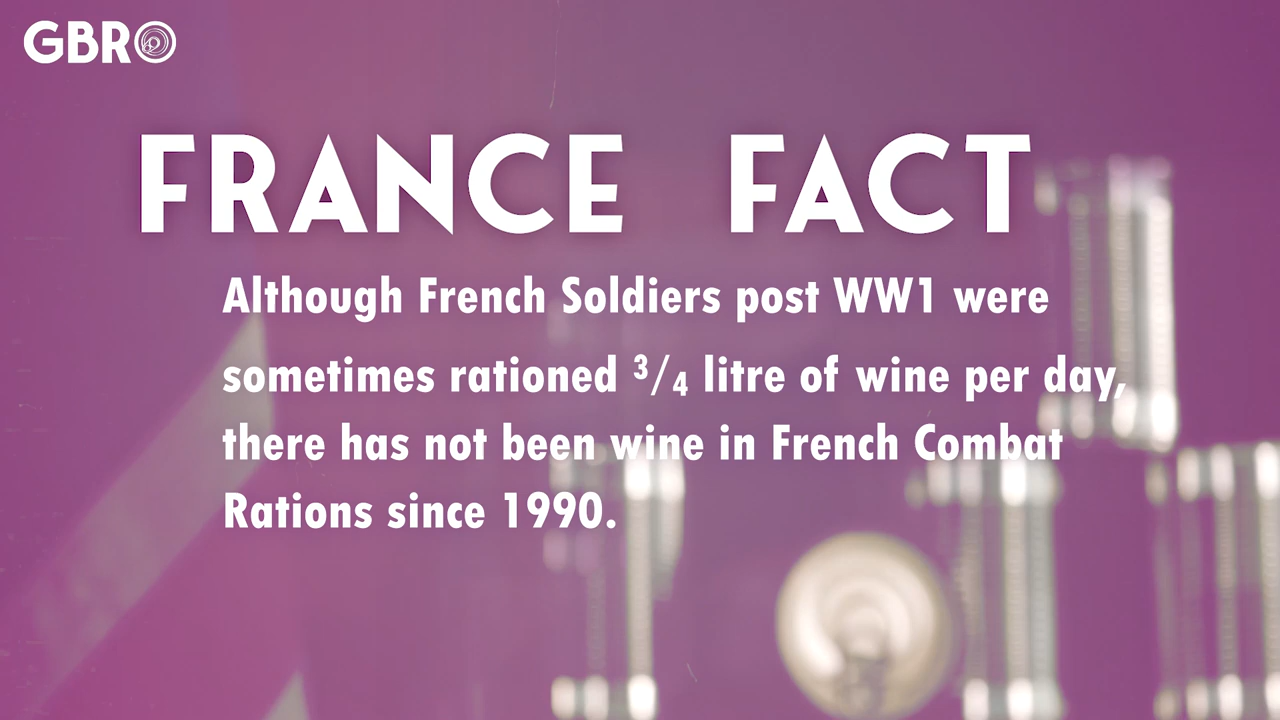 GBRO
FRANCE FACT
Although French Soldiers post WW1 were
sometimes rationed ¾ litre of wine per day,
there has not been wine in French Combat
Rations since 1990.